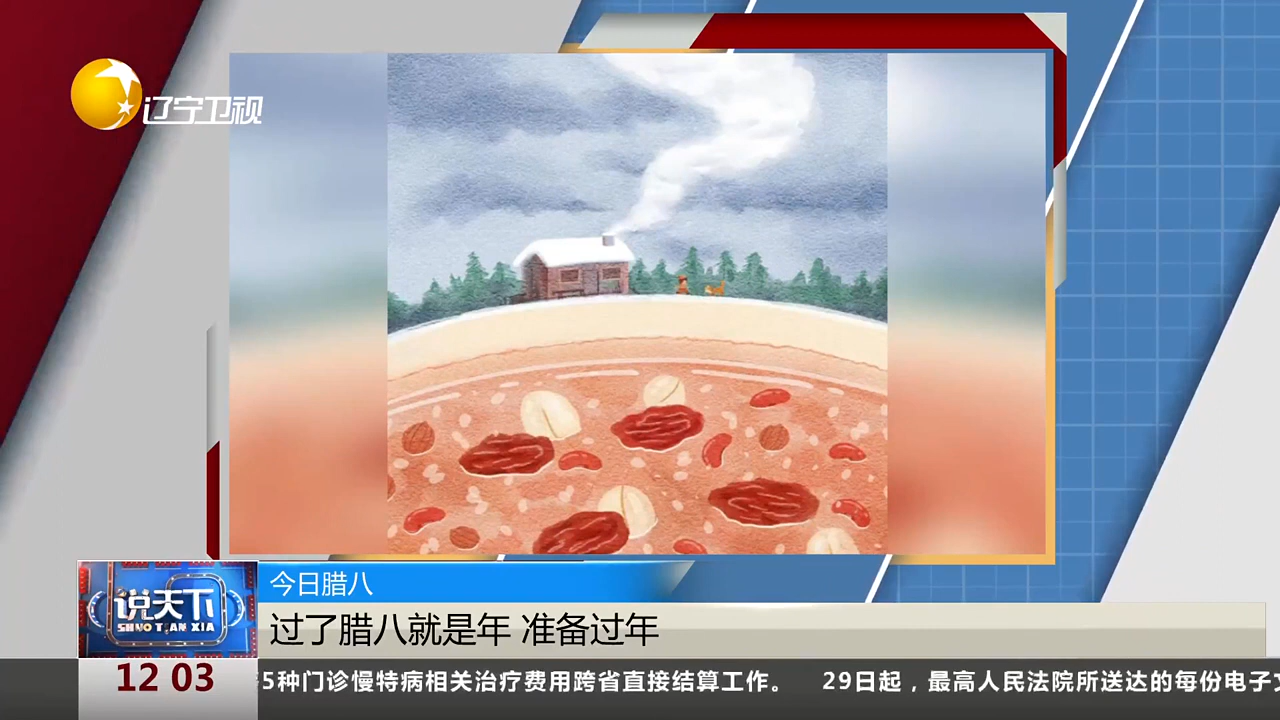 辽宁卫视
今日腊八
说天下
SHUO TIAN XIA
过了腊八就是年 准备过年
12 03
5种门诊慢特病相关治疗费用跨省直接结算工作。 29日起，最高人民法院所送达的每份电子